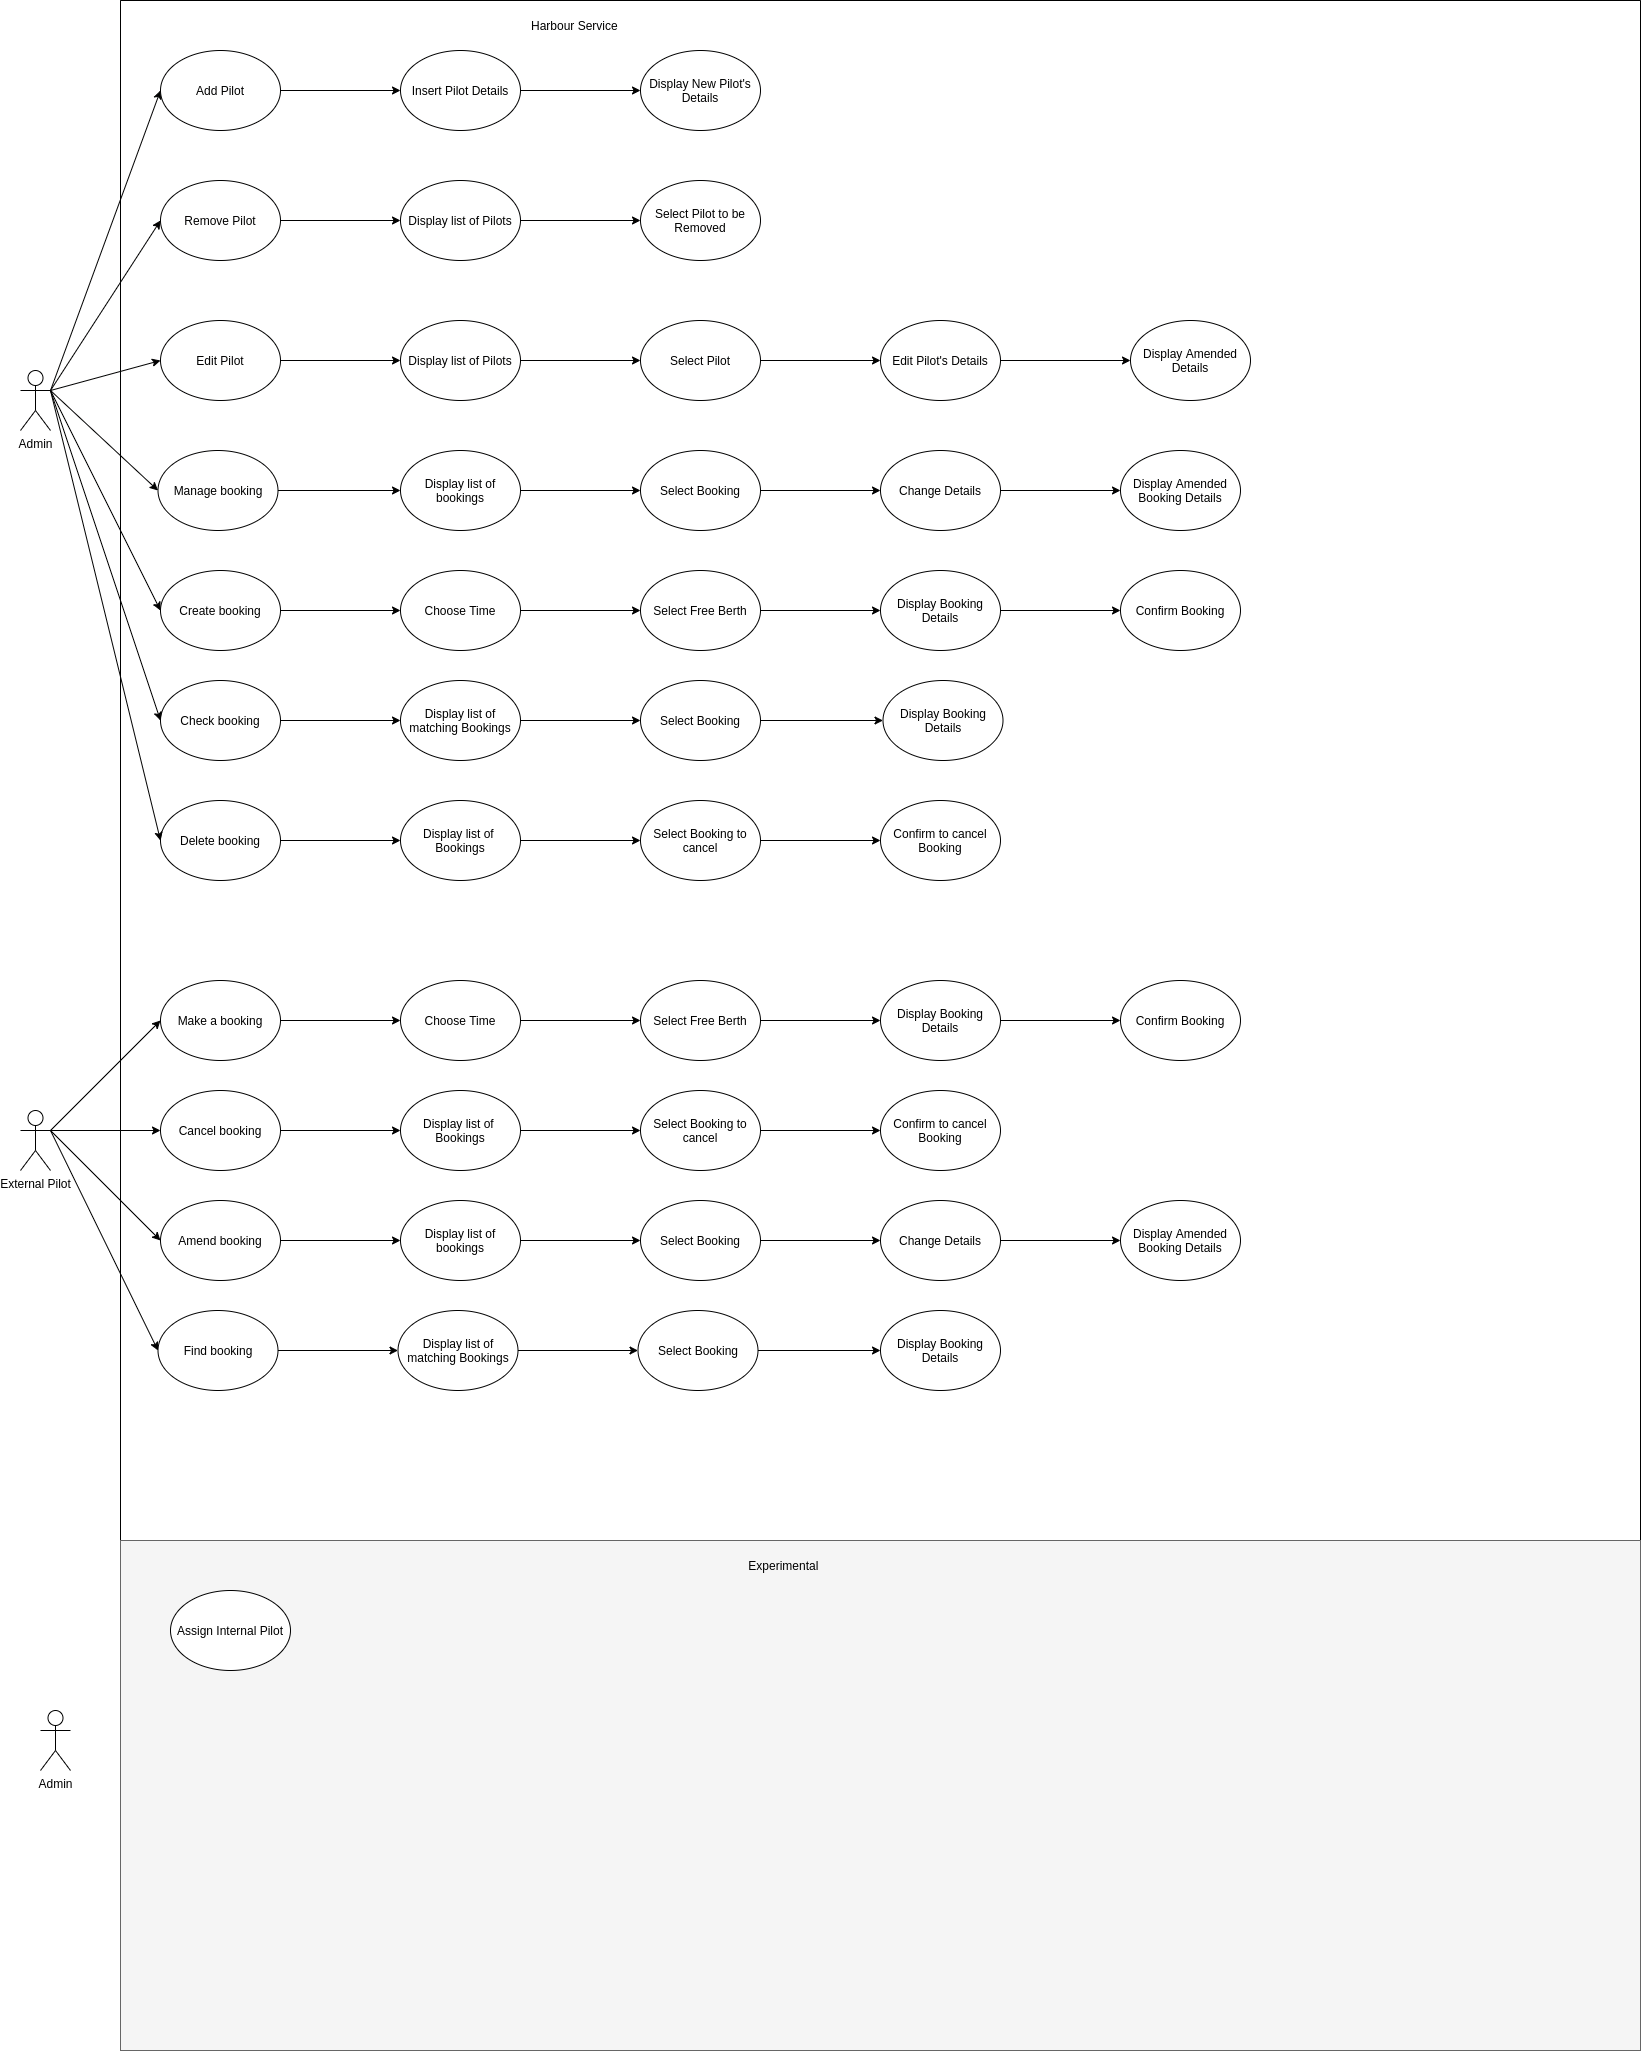 Harbour Service
Add Pilot
Insert Pilot Details
Display New Pilot's
Details
Remove Pilot
Display list of Pilots
Select Pilot to be
Removed
Edit Pilot
Display list of Pilots
Select Pilot
Edit Pilot's Details
Display Amended
Details
Admin
Manage booking
Display list of
bookings
Select Booking
Change Details
Display Amended
Booking Details
Create booking
Choose Time
Select Free Berth
Display Booking
Details
Confirm Booking
Check booking
Display list of
matching Bookings
Select Booking
Display Booking
Details
Delete booking
Display list of
Bookings
Select Booking to
cancel
Confirm to cancel
Booking
Make a booking
Choose Time
Select Free Berth
Display Booking
Details
Confirm Booking
Cancel booking
Display list of
Bookings
Select Booking to
cancel
Confirm to cancel
Booking
External Pilot
Amend booking
Display list of
bookings
Select Booking
Change Details
Display Amended
Booking Details
Find booking
Display list of
matching Bookings
Select Booking
Display Booking
Details
Experimental
Assign Internal Pilot
Admin